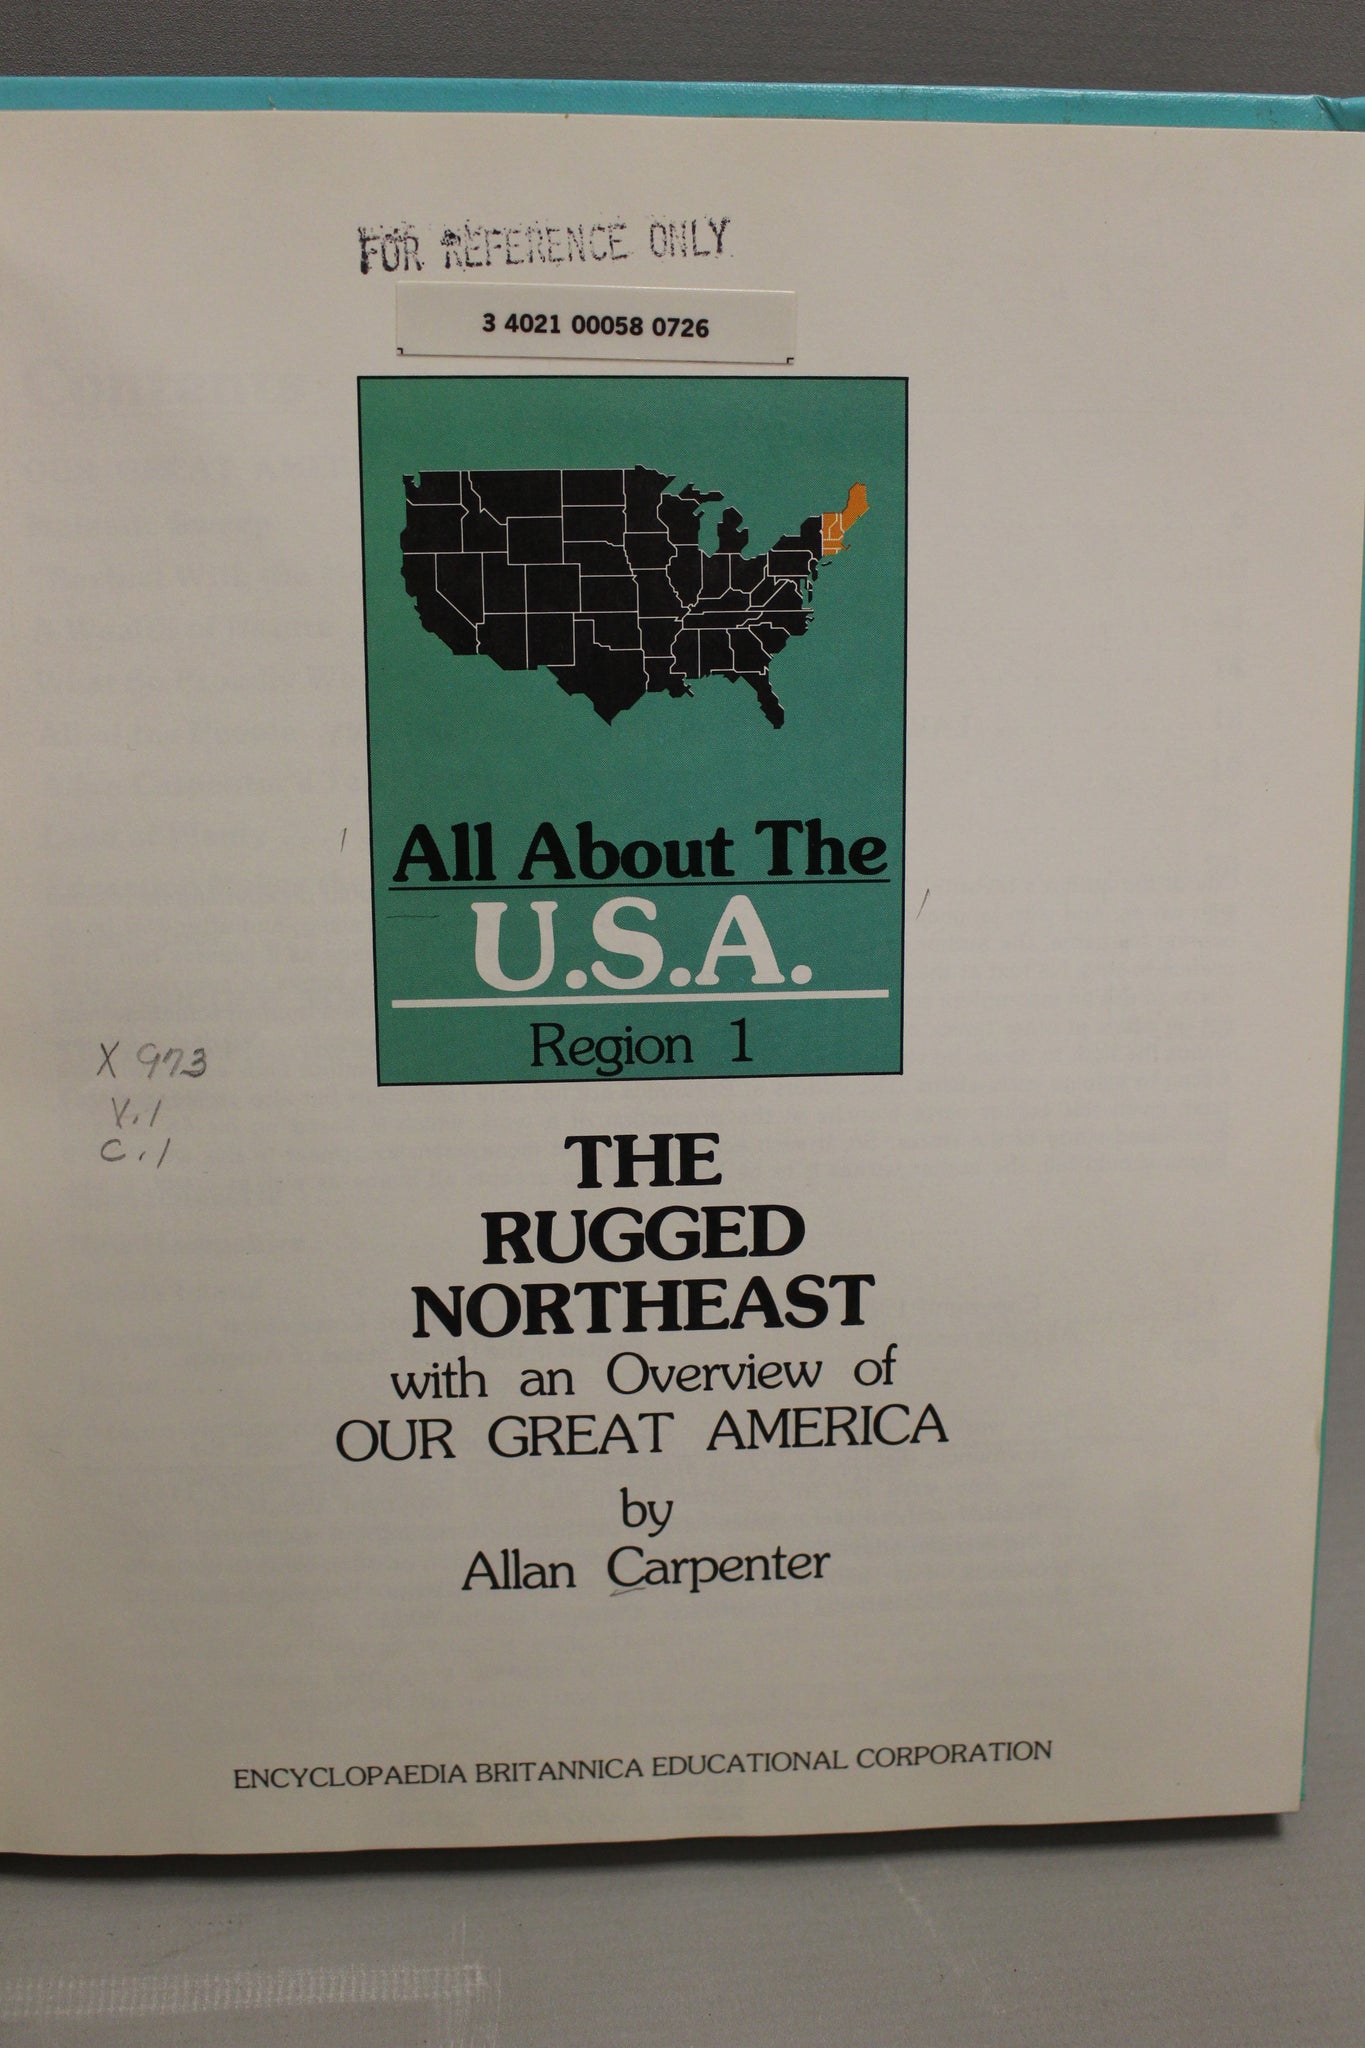 FOR REFERENCE ONLY
3 4021 00058 0726
All About The
U.S.A.
Region 1
X 973
V.1
C.1
THE
RUGGED
NORTHEAST
with an Overview of
OUR GREAT AMERICA
by
Allan Carpenter
ENCYCLOPAEDIA BRITANNICA EDUCATIONAL CORPORATION